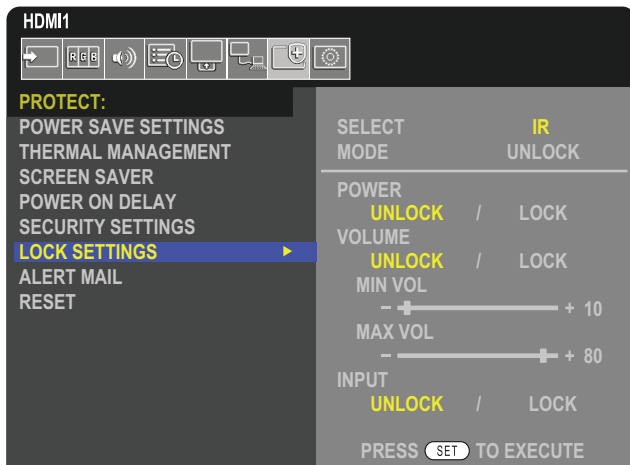 HDMI1
R G B
PROTECT:
POWER SAVE SETTINGS
THERMAL MANAGEMENT
SCREEN SAVER
POWER ON DELAY
SECURITY SETTINGS
LOCK SETTINGS
ALERT MAIL
RESET
SELECT IR
MODE UNLOCK
POWER
UNLOCK / LOCK
VOLUME
UNLOCK / LOCK
MIN VOL
- + 10
MAX VOL
- + 80
INPUT
UNLOCK / LOCK
PRESS SET TO EXECUTE